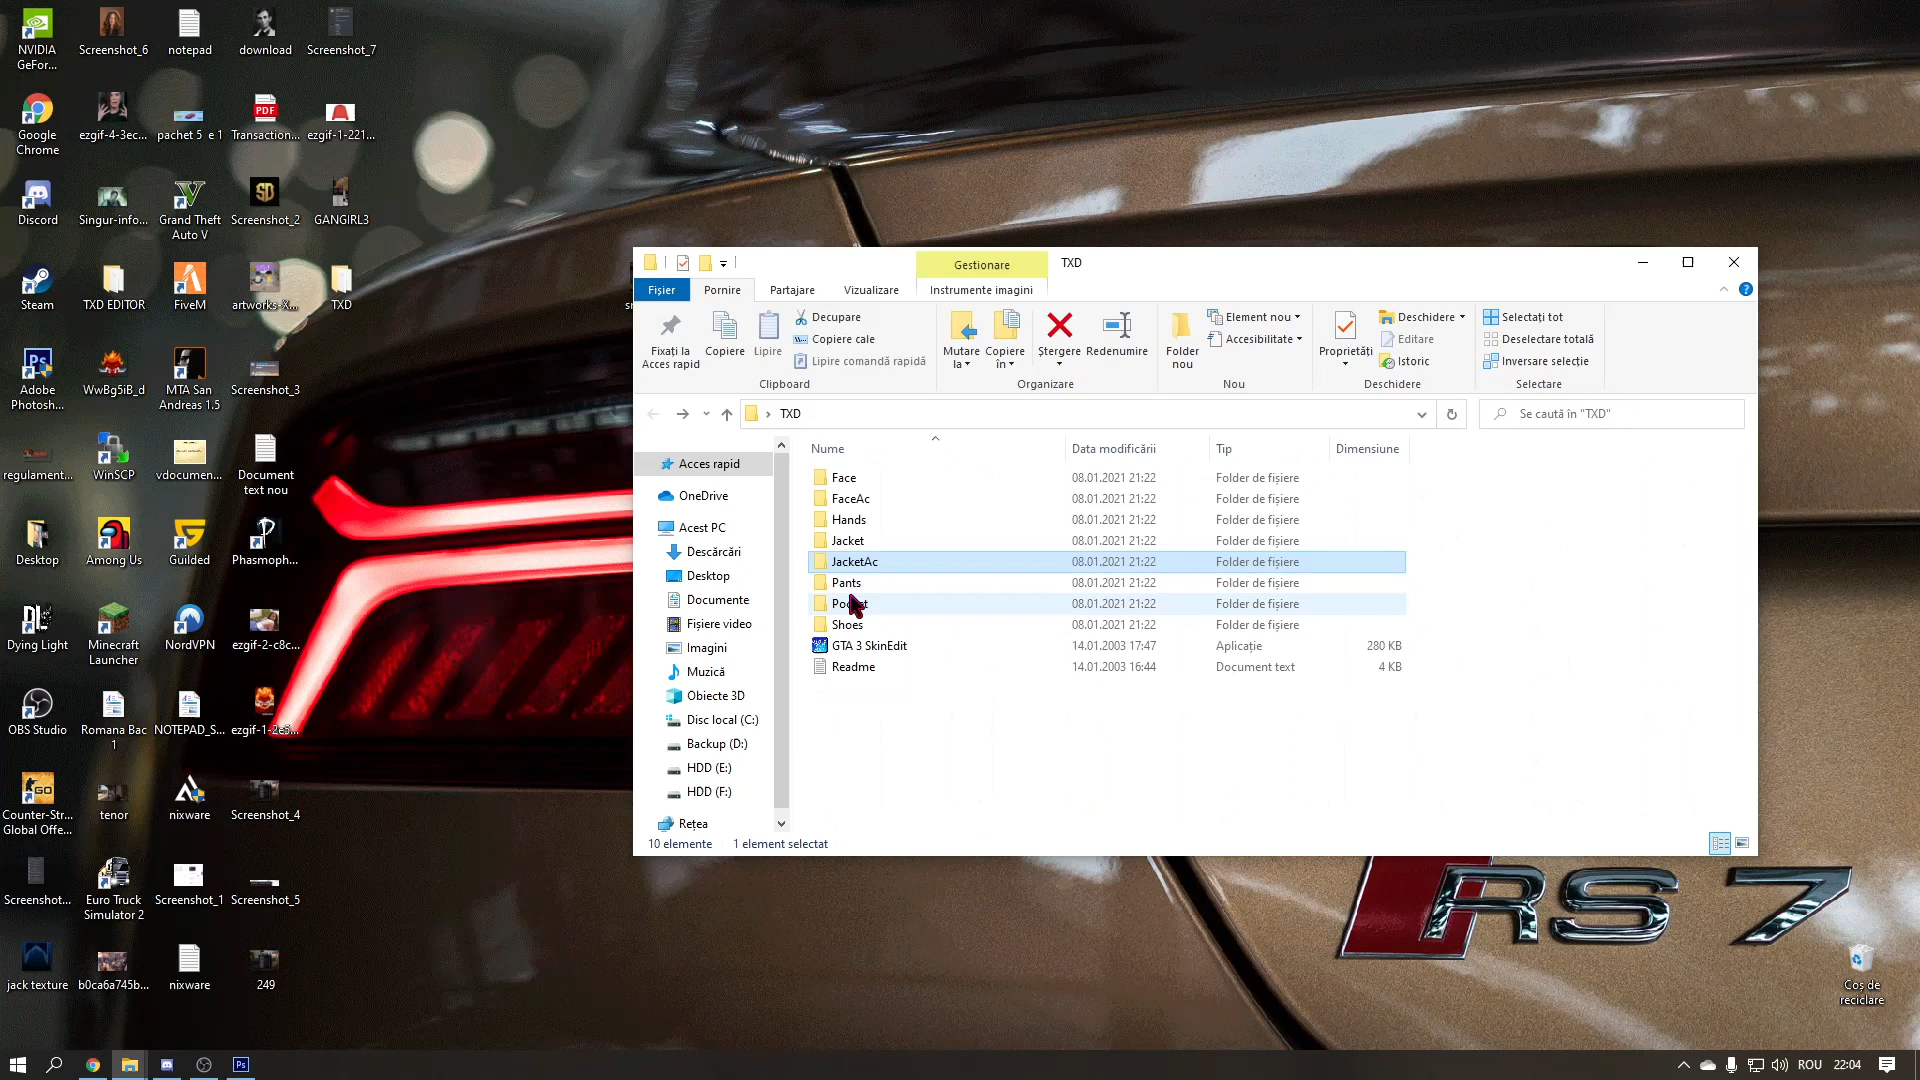 NVIDIA
GeFor...
Screenshot_6
notepad
download
Screenshot_7
Google
Chrome
ezgif-4-3ec...
pachet 5 e 1
PDF
Transaction...
ezgif-1-221...
Discord
Singur-info...
Grand Theft
Auto V
SD
Screenshot_2
GANGIRL3
Steam
TXD EDITOR
FiveM
artworks-X...
TXD
Ps
Adobe
Photosh...
WwBg5iB_d
MTA San
Andreas 1.5
Screenshot_3
regulament...
WinSCP
vdocumen...
Document
text nou
Desktop
Among Us
Guilded
Phasmoph...
Dying Light
Minecraft
Launcher
NordVPN
ezgif-2-c8c...
OBS Studio
Romana Bac
1
NOTEPAD_S...
ezgif-1-2e5...
GO
Counter-Str...
Global Offe...
tenor
nixware
Screenshot_4
Screenshot...
Euro Truck
Simulator 2
Screenshot_1
Screenshot_5
jack texture
b0ca6a745b...
nixware
249
Gestionare
TXD
Fișier
Pornire
Partajare
Vizualizare
Instrumente imagini
Fixați la
Acces rapid
Copiere
Lipire
Decupare
Copiere cale
Lipire comandă rapidă
Clipboard
Mutare
la
Copiere
în
Ștergere
Redenumire
Organizare
Folder
nou
Element nou
Accesibilitate
Nou
Proprietăți
Deschidere
Editare
Istoric
Deschidere
Selectați tot
Deselectare totală
Inversare selecție
Selectare
TXD
Se caută în "TXD"
Acces rapid
OneDrive
Acest PC
Descărcări
Desktop
Documente
Fișiere video
Imagini
Muzică
Obiecte 3D
Disc local (C:)
Backup (D:)
HDD (E:)
HDD (F:)
Rețea
Nume
Data modificării
Tip
Dimensiune
Face 08.01.2021 21:22 Folder de fișiere
FaceAc 08.01.2021 21:22 Folder de fișiere
Hands 08.01.2021 21:22 Folder de fișiere
Jacket 08.01.2021 21:22 Folder de fișiere
JacketAc 08.01.2021 21:22 Folder de fișiere
Pants 08.01.2021 21:22 Folder de fișiere
08.01.2021 21:22 Folder de fișiere
Shoes 08.01.2021 21:22 Folder de fișiere
GTA 3 SkinEdit 14.01.2003 17:47 Aplicație 280 KB
Readme 14.01.2003 16:44 Document text 4 KB
10 elemente
1 element selectat
RS 7
Coș de
reciclare
Ps
ROU
22:04